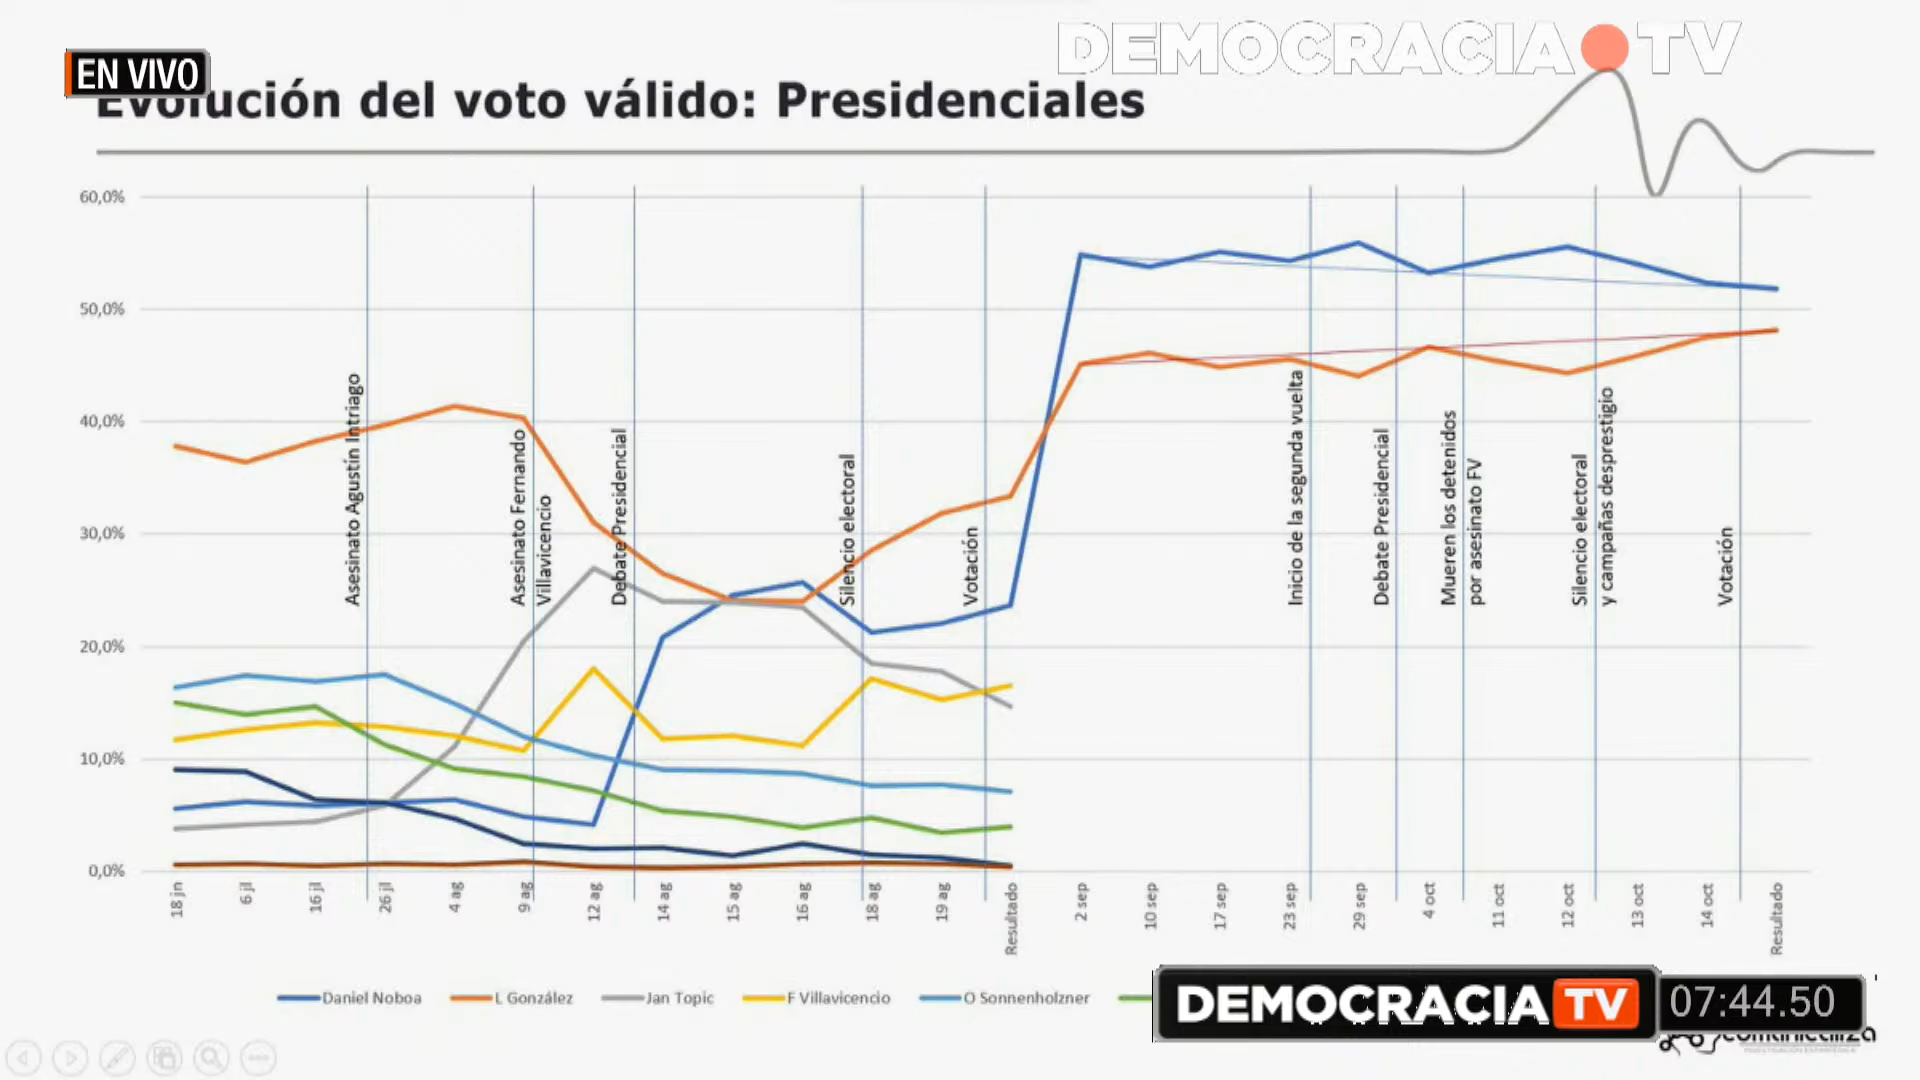 DEMOCRACIA TV
EN VIVO
Evolución del voto válido: Presidenciales
60,0%
50,0%
40,0%
30,0%
20,0%
10,0%
0,0%
Asesinato Agustín Intriago
Asesinato Fernando
Villavicencio
Debate Presidencial
Silencio electoral
Votación
Inicio de la segunda vuelta
Debate Presidencial
Mueren los detenidos
por asesinato FV
Silencio electoral
y campañas desprestigio
Votación
18 jn
6 jl
16 jl
26 jl
4 ag
9 ag
12 ag
14 ag
15 ag
16 ag
18 ag
19 ag
Resultado
2 sep
10 sep
17 sep
23 sep
29 sep
4 oct
11 oct
12 oct
13 oct
14 oct
Resultado
Daniel Noboa
L González
Jan Topic
F Villavicencio
O Sonnenholzner
DEMOCRACIA TV
07:44.50